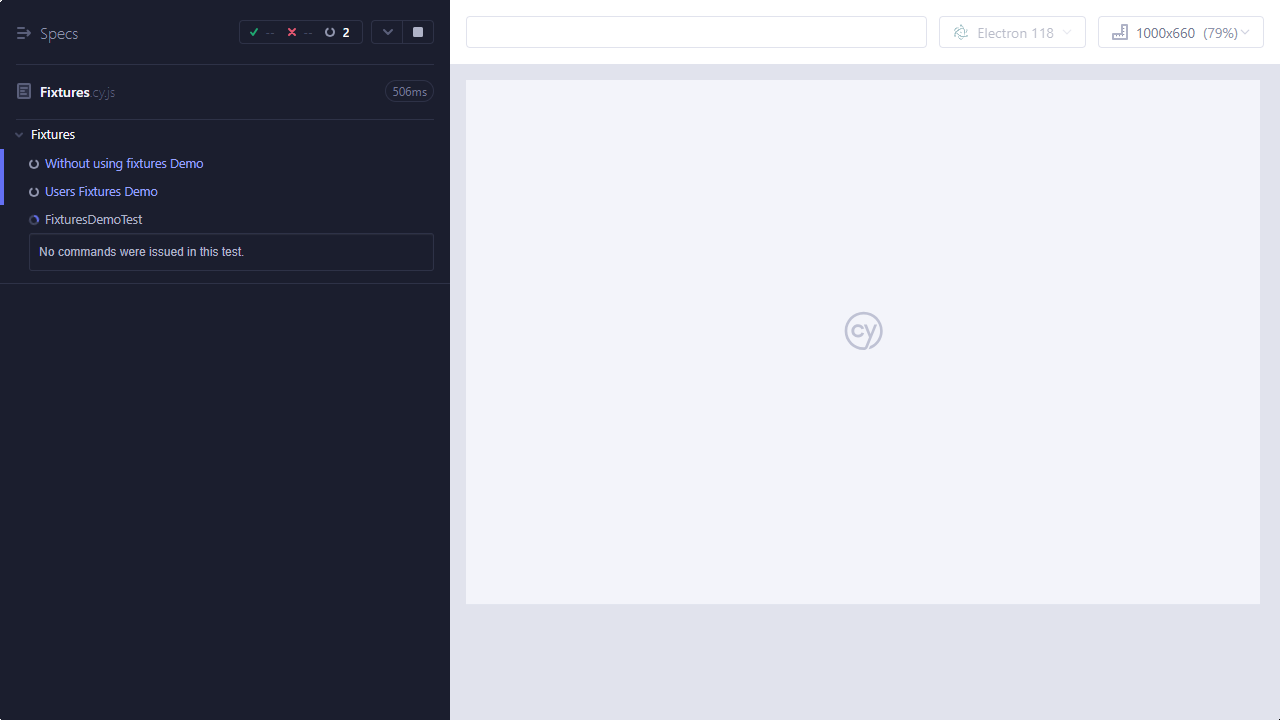 Specs
-- -- 2
Electron 118
1000x660 (79%)
Fixtures.cy.js
506ms
Fixtures
Without using fixtures Demo
Users Fixtures Demo
FixturesDemoTest
No commands were issued in this test.
cy